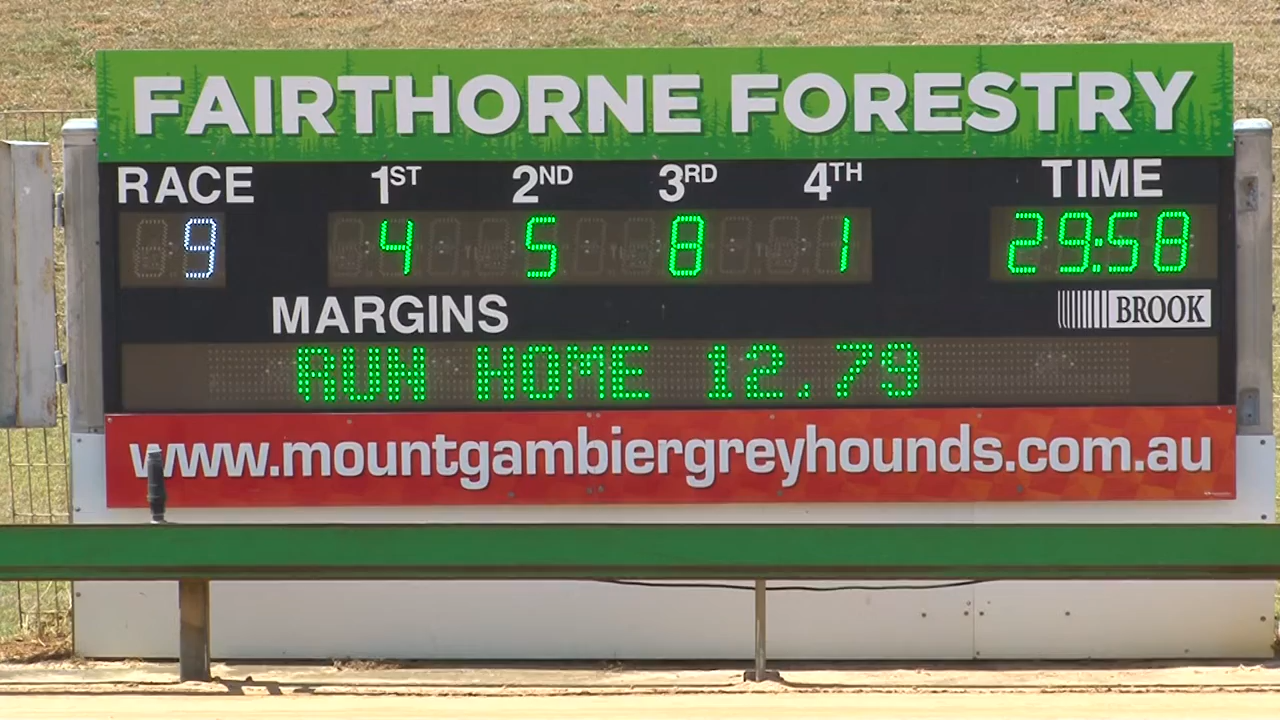 FAIRTHORNE FORESTRY
RACE 1ST 2ND 3RD 4TH TIME
9 4 5 8 1 29:58
MARGINS BROOK
RUN HOME 12.79
www.mountgambiergreyhounds.com.au